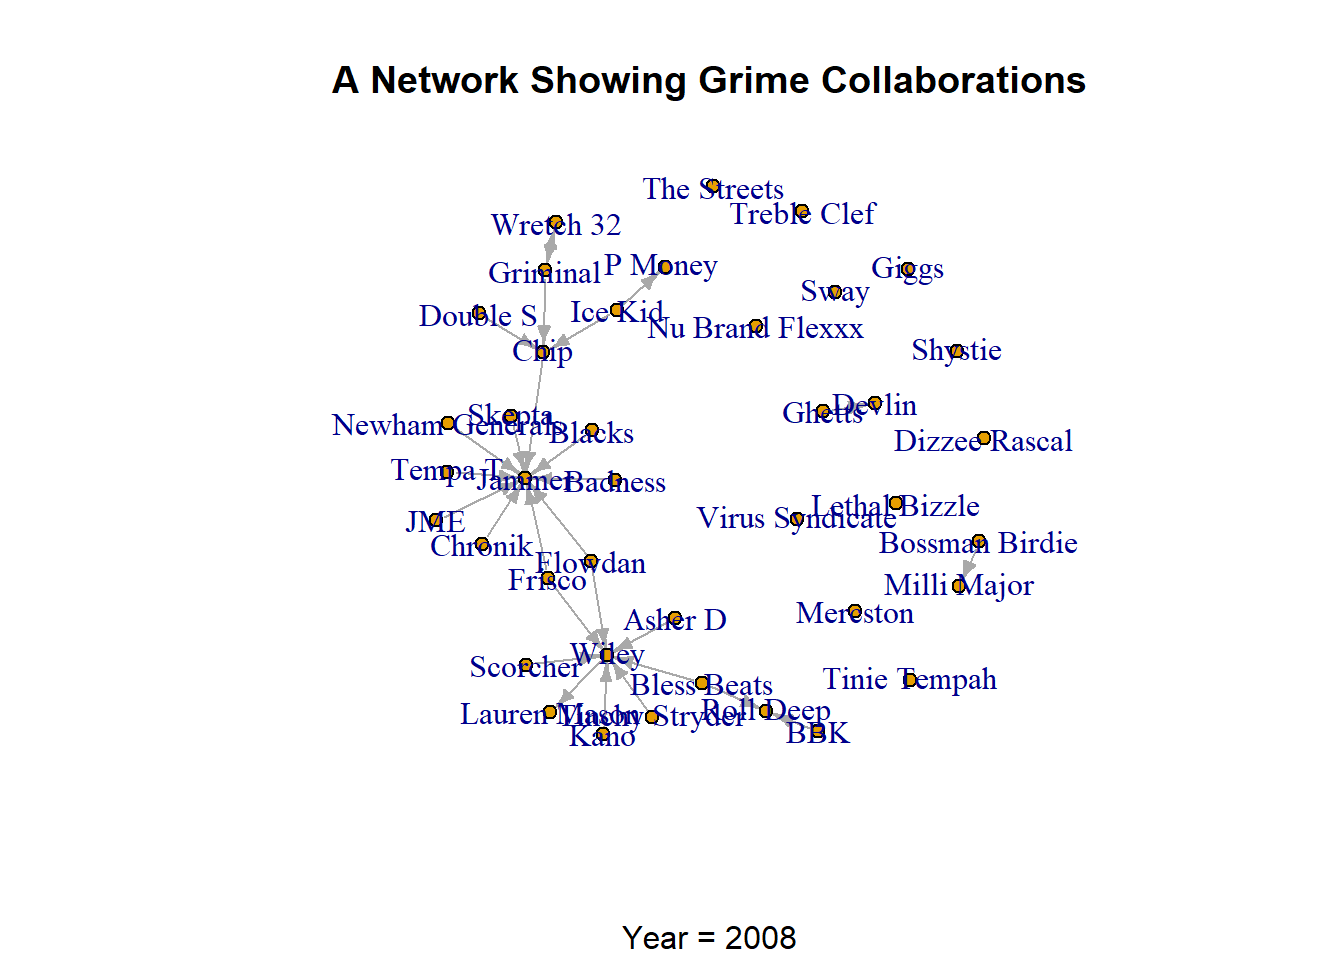 A Network Showing Grime Collaborations
The Streets
Treble Clef
Wretch 32
Griminal
P Money
Giggs
Sway
Double S
Ice Kid
Nu Brand Flexxx
Chip
Shystie
Skepta
Newham Generals
Blacks
Ghetts
Devlin
Dizzee Rascal
Tempa T
Jammer
Badness
JME
Chronik
Virus Syndicate
Lethal Bizzle
Bossman Birdie
Flowdan
Frisco
Milli Major
Asher D
Mereston
Wiley
Scorcher
Bless Beats
Tinie Tempah
Lauren Mason
Tinchy Stryder
Roll Deep
Kano
BBK
Year = 2008